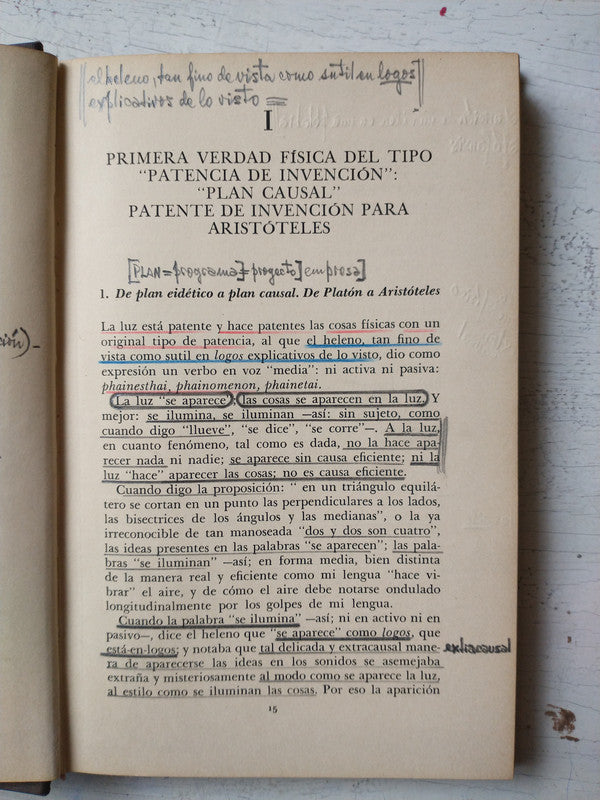 el heleno, tan fino de vista como sutil en logos
explicativos de lo visto =
I
PRIMERA VERDAD FÍSICA DEL TIPO
“PATENCIA DE INVENCIÓN”:
“PLAN CAUSAL”
PATENTE DE INVENCIÓN PARA
ARISTÓTELES
[PLAN = programa] = proyecto] empresa]
1. De plan eidético a plan causal. De Platón a Aristóteles
La luz está patente y hace patentes las cosas físicas con un
original tipo de patencia, al que el heleno, tan fino de
vista como sutil en logos explicativos de lo visto, dio como
expresión un verbo en voz “media”: ni activa ni pasiva:
phainesthai, phainomenon, phainetai.
La luz “se aparece”; las cosas se aparecen en la luz. Y
mejor: se ilumina, se iluminan —así: sin sujeto, como
cuando digo “llueve”, “se dice”, “se corre”—. A la luz,
en cuanto fenómeno, tal como es dada, no la hace apa-
recer nada ni nadie; se aparece sin causa eficiente; ni la
luz “hace” aparecer las cosas; no es causa eficiente.
Cuando digo la proposición: “ en un triángulo equilá-
tero se cortan en un punto las perpendiculares a los lados,
las bisectrices de los ángulos y las medianas”, o la ya
irreconocible de tan manoseada “dos y dos son cuatro”,
las ideas presentes en las palabras “se aparecen”; las pala-
bras “se iluminan” —así; en forma media, bien distinta
de la manera real y eficiente como mi lengua “hace vi-
brar” el aire, y de cómo el aire debe notarse ondulado
longitudinalmente por los golpes de mi lengua.
Cuando la palabra “se ilumina” —así; ni en activo ni en
pasivo—, dice el heleno que “se aparece” como logos, que
está-en-logos; y notaba que tal delicada y extracausal mane-
extracausal
ra de aparecerse las ideas en los sonidos se asemejaba
extraña y misteriosamente al modo como se aparece la luz,
al estilo como se iluminan las cosas. Por eso la aparición
15